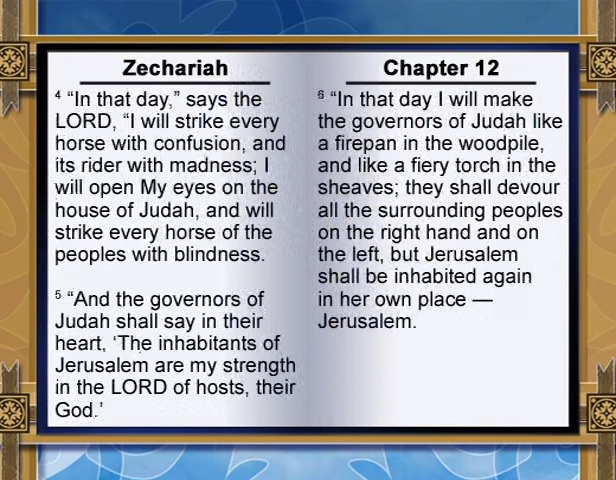 Zechariah
⁴ “In that day,” says the
LORD, “I will strike every
horse with confusion, and
its rider with madness; I
will open My eyes on the
house of Judah, and will
strike every horse of the
peoples with blindness.
⁵ “And the governors of
Judah shall say in their
heart, ‘The inhabitants of
Jerusalem are my strength
in the LORD of hosts, their
God.’
Chapter 12
⁶ “In that day I will make
the governors of Judah like
a firepan in the woodpile,
and like a fiery torch in the
sheaves; they shall devour
all the surrounding peoples
on the right hand and on
the left, but Jerusalem
shall be inhabited again
in her own place —
Jerusalem.